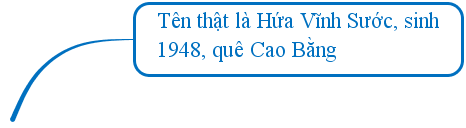 Tên thật là Hứa Vĩnh Sước, sinh
1948, quê Cao Bằng